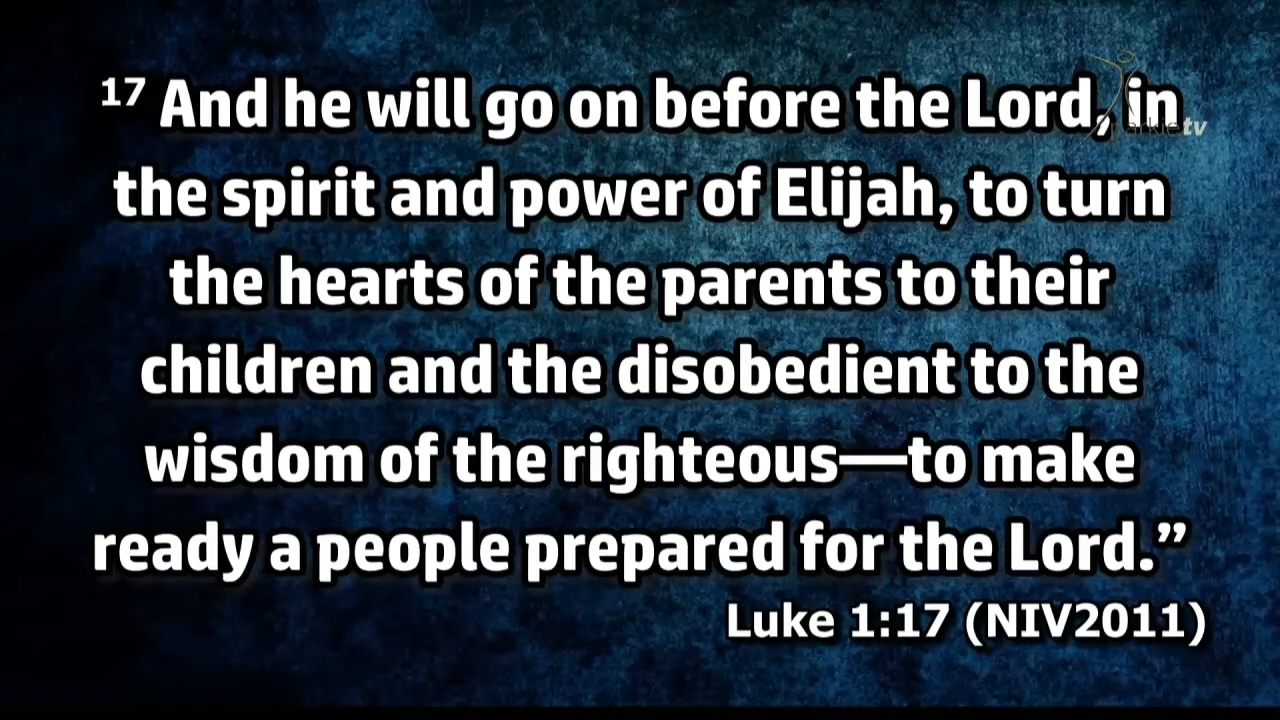 17 And he will go on before the Lord, in
the spirit and power of Elijah, to turn
the hearts of the parents to their
children and the disobedient to the
wisdom of the righteous—to make
ready a people prepared for the Lord.”
Luke 1:17 (NIV2011)
tv